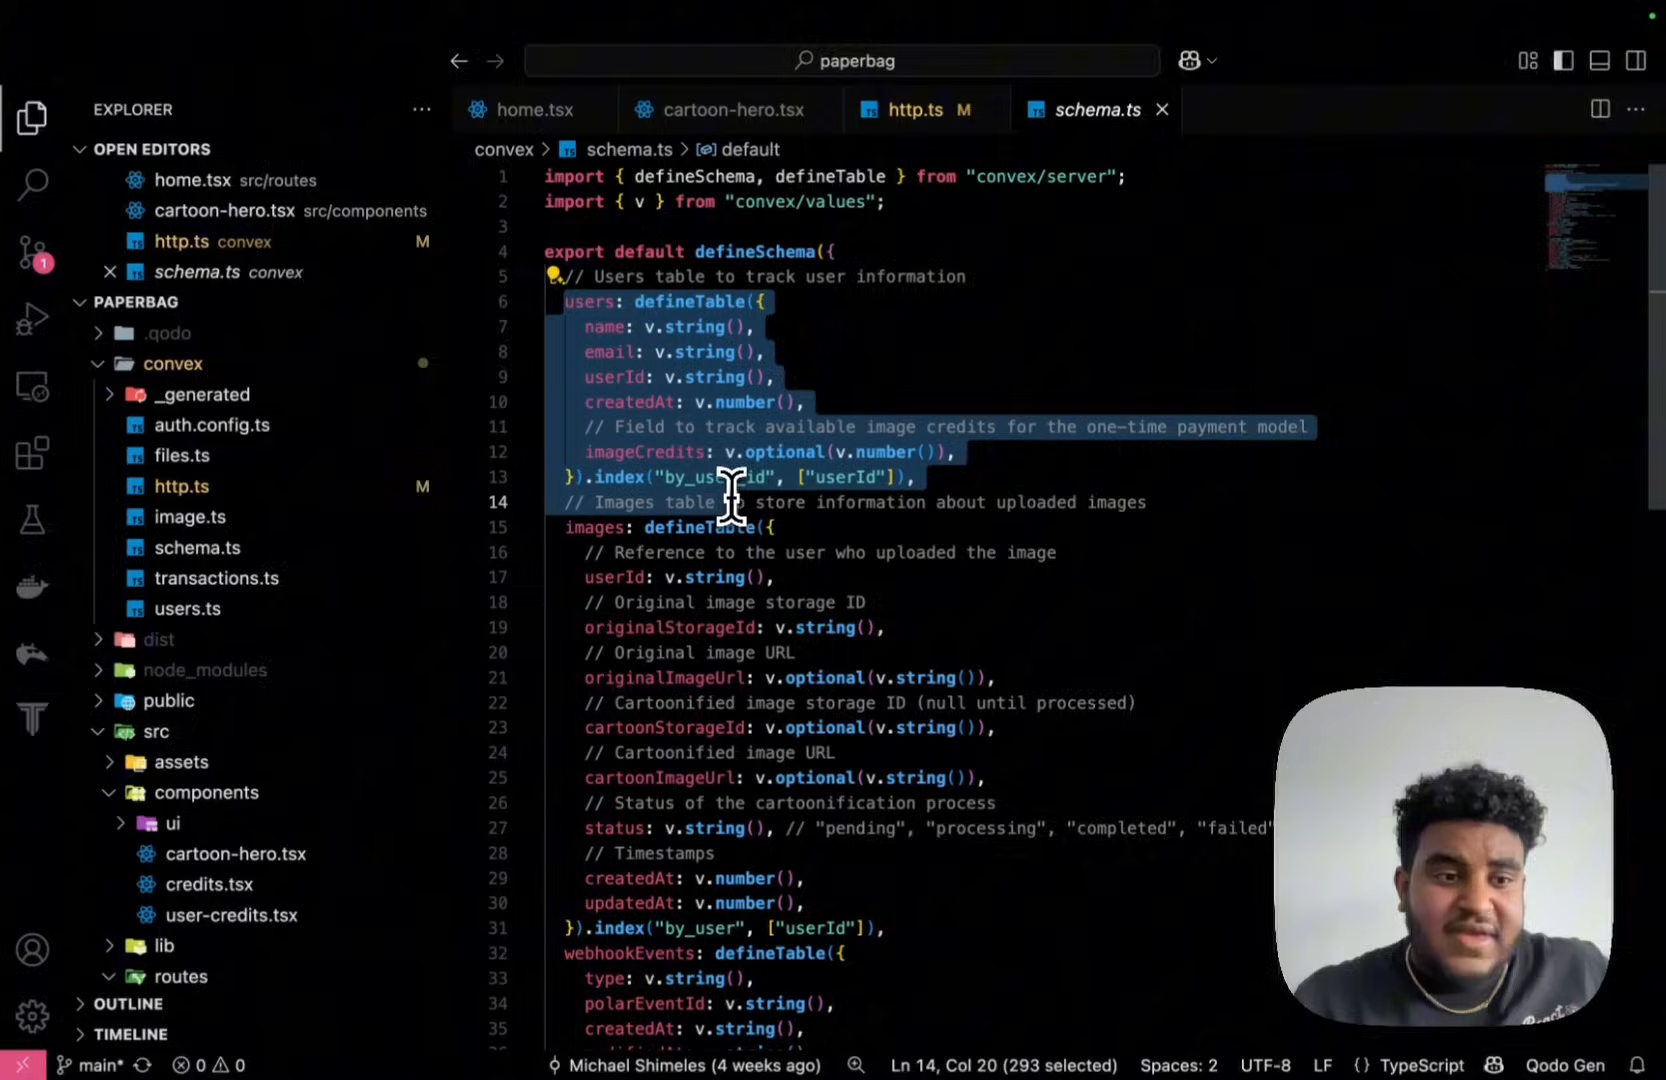 paperbag
EXPLORER
OPEN EDITORS
home.tsx src/routes
cartoon-hero.tsx src/components
http.ts convex M
schema.ts convex
PAPERBAG
.qodo
convex
_generated
auth.config.ts
files.ts
http.ts M
image.ts
schema.ts
transactions.ts
users.ts
dist
node_modules
public
src
assets
components
ui
cartoon-hero.tsx
credits.tsx
user-credits.tsx
lib
routes
OUTLINE
TIMELINE
1
home.tsx
cartoon-hero.tsx
http.ts M
schema.ts
convex > schema.ts > default
1 import { defineSchema, defineTable } from "convex/server";
2 import { v } from "convex/values";
3
4 export default defineSchema({
5 // Users table to track user information
6 users: defineTable({
7 name: v.string(),
8 email: v.string(),
9 userId: v.string(),
10 createdAt: v.number(),
11 // Field to track available image credits for the one-time payment model
12 imageCredits: v.optional(v.number()),
13 }).index("by_user_id", ["userId"]),
14 // Images table to store information about uploaded images
15 images: defineTable({
16 // Reference to the user who uploaded the image
17 userId: v.string(),
18 // Original image storage ID
19 originalStorageId: v.string(),
20 // Original image URL
21 originalImageUrl: v.optional(v.string()),
22 // Cartoonified image storage ID (null until processed)
23 cartoonStorageId: v.optional(v.string()),
24 // Cartoonified image URL
25 cartoonImageUrl: v.optional(v.string()),
26 // Status of the cartoonification process
27 status: v.string(), // "pending", "processing", "completed", "failed"
28 // Timestamps
29 createdAt: v.number(),
30 updatedAt: v.number(),
31 }).index("by_user", ["userId"]),
32 webhookEvents: defineTable({
33 type: v.string(),
34 polarEventId: v.string(),
35 createdAt: v.string(),
main* 0 0 Michael Shimeles (4 weeks ago) Ln 14, Col 20 (293 selected) Spaces: 2 UTF-8 LF {} TypeScript Qodo Gen